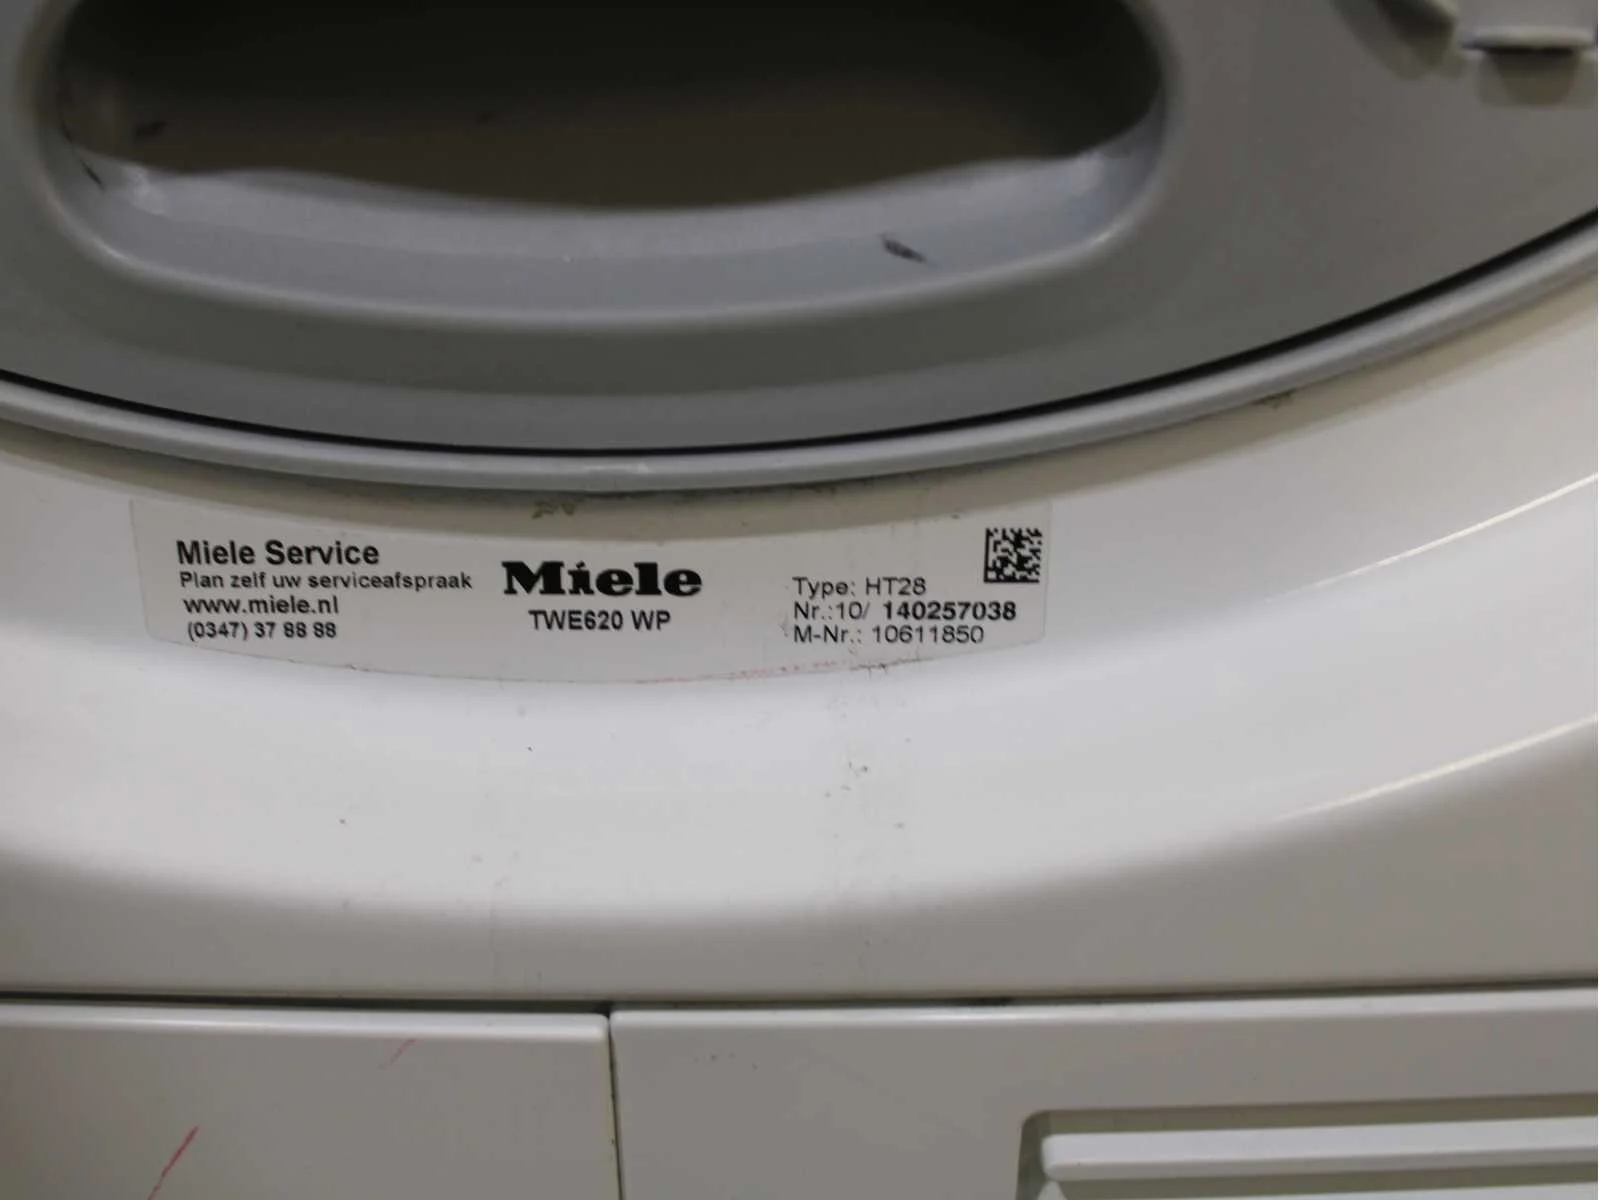 Miele Service
Plan zelf uw serviceafspraak
www.miele.nl
(0347) 37 88 88
Miele
TWE620 WP
Type: HT28
Nr.:10/ 140257038
M-Nr.: 10611850